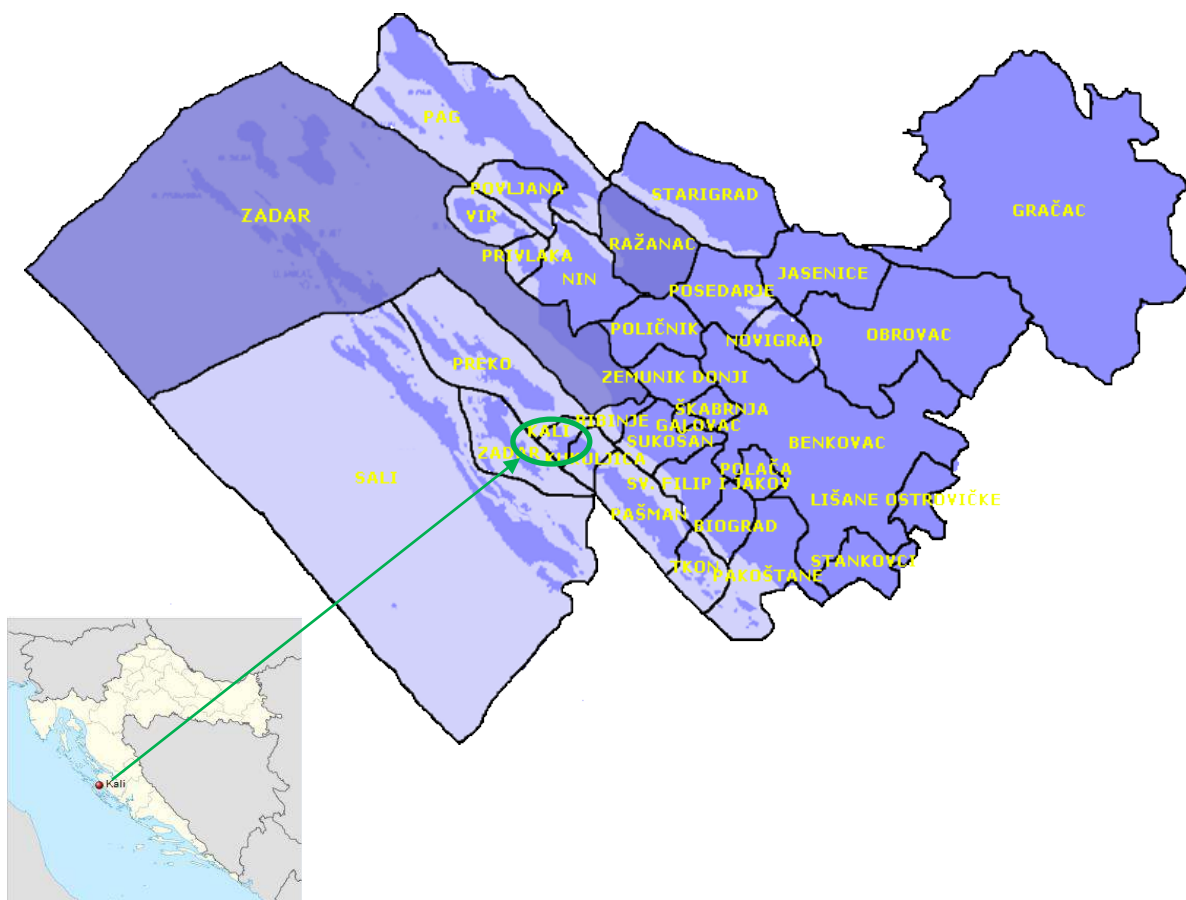 PAG
POVLJANA
VIR
STARIGRAD
ZADAR
GRAČAC
RAŽANAC
PRIVLAKA
NIN
JASENICE
POSEDARJE
POLIČNIK
NOVIGRAD
OBROVAC
PREKO
ZEMUNIK DONJI
ŠKABRNJA
BIBINJE
GALOVAC
KALI
SUKOŠAN
BENKOVAC
ZADAR
KUKLJICA
POLAČA
SALI
SV. FILIP I JAKOV
LIŠANE OSTROVIČKE
PAŠMAN
BIOGRAD
STANKOVCI
TKON
PAKOŠTANE
Kali